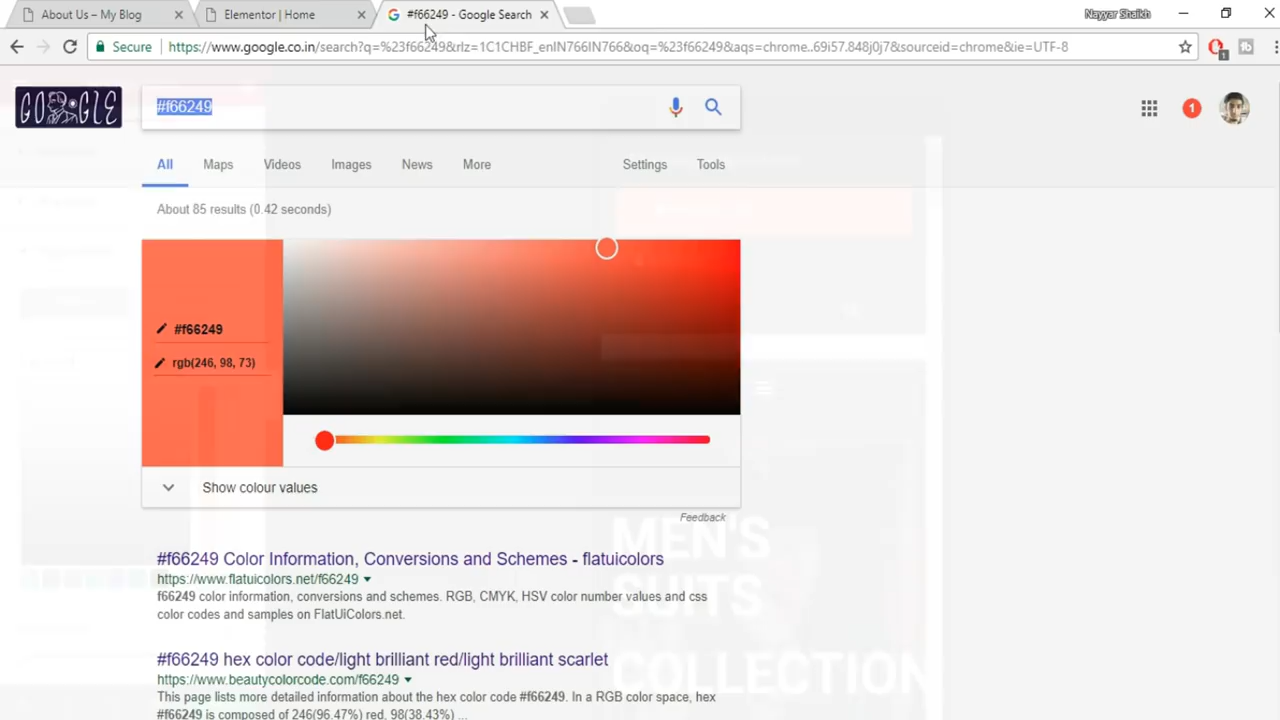 About Us – My Blog
Elementor | Home
#f66249 - Google Search
Nayyar Shaikh
Secure
https://www.google.co.in/search?q=%23f66249&rlz=1C1CHBF_enIN766IN766&oq=%23f66249&aqs=chrome..69i57.848j0j7&sourceid=chrome&ie=UTF-8
1
GOOGLE
#f66249
1
All
Maps
Videos
Images
News
More
Settings
Tools
About 85 results (0.42 seconds)
#f66249
rgb(246, 98, 73)
Show colour values
Feedback
#f66249 Color Information, Conversions and Schemes - flatuicolors
https://www.flatuicolors.net/f66249
f66249 color information, conversions and schemes. RGB, CMYK, HSV color number values and css
color codes and samples on FlatUiColors.net.
#f66249 hex color code/light brilliant red/light brilliant scarlet
https://www.beautycolorcode.com/f66249
This page lists more detailed information about the hex color code #f66249. In a RGB color space, hex
#f66249 is composed of 246(96.47%) red, 98(38.43%) ...
MEN'S
SUITS
COLLECTION